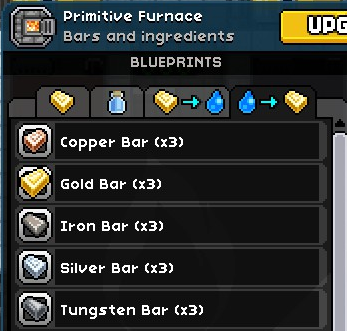 Primitive Furnace
Bars and ingredients
UPG
BLUEPRINTS
Copper Bar (x3)
Gold Bar (x3)
Iron Bar (x3)
Silver Bar (x3)
Tungsten Bar (x3)